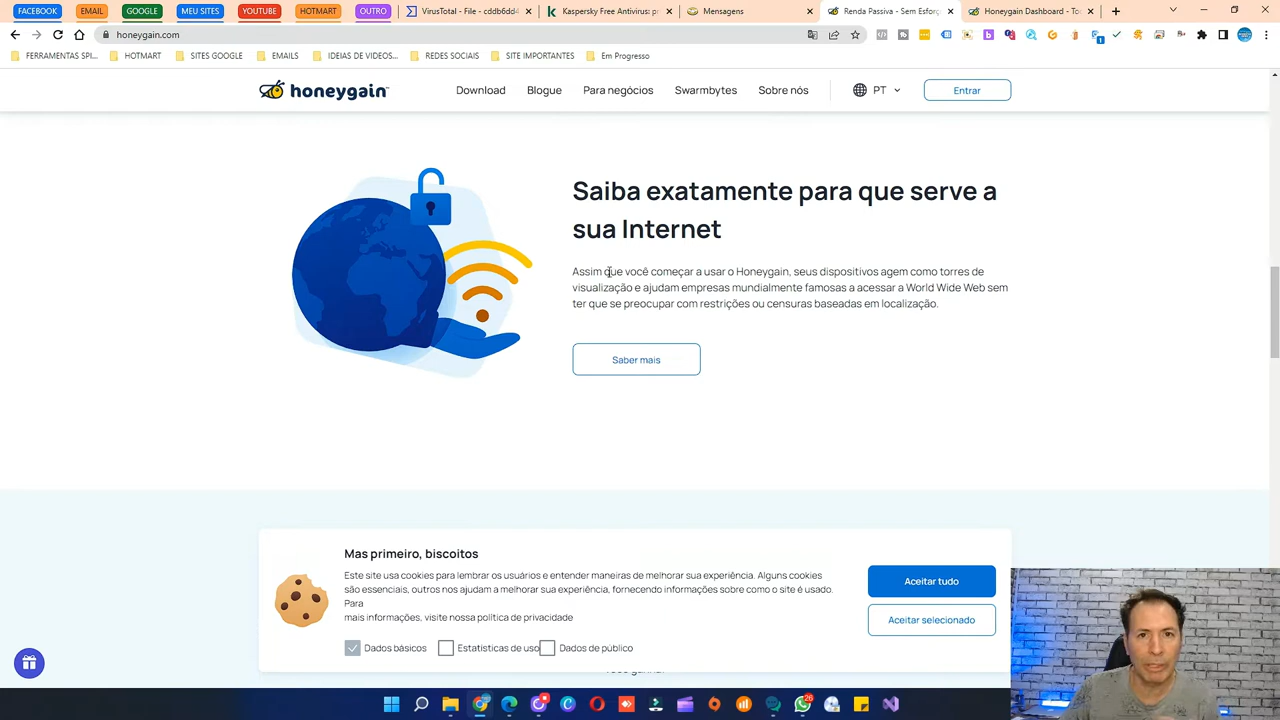 FACEBOOK EMAIL GOOGLE MEU SITES YOUTUBE HOTMART OUTRO VirusTotal - File - cddb6dd4 Kaspersky Free Antivirus: p Mensagens Renda Passiva - Sem Esforç Honeygain Dashboard - To
honeygain.com
FERRAMENTAS SPI... HOTMART SITES GOOGLE EMAILS IDEIAS DE VIDEOS... REDES SOCIAIS SITE IMPORTANTES Em Progresso
honeygain Download Blogue Para negócios Swarmbytes Sobre nós PT Entrar
Saiba exatamente para que serve a
sua Internet
Assim que você começar a usar o Honeygain, seus dispositivos agem como torres de
visualização e ajudam empresas mundialmente famosas a acessar a World Wide Web sem
ter que se preocupar com restrições ou censuras baseadas em localização.
Saber mais
Mas primeiro, biscoitos
Este site usa cookies para lembrar os usuários e entender maneiras de melhorar sua experiência. Alguns cookies
são essenciais, outros nos ajudam a melhorar sua experiência, fornecendo informações sobre como o site é usado.
Para
mais informações, visite nossa política de privacidade
Aceitar tudo
Aceitar selecionado
Dados básicos Estatísticas de uso Dados de público
26